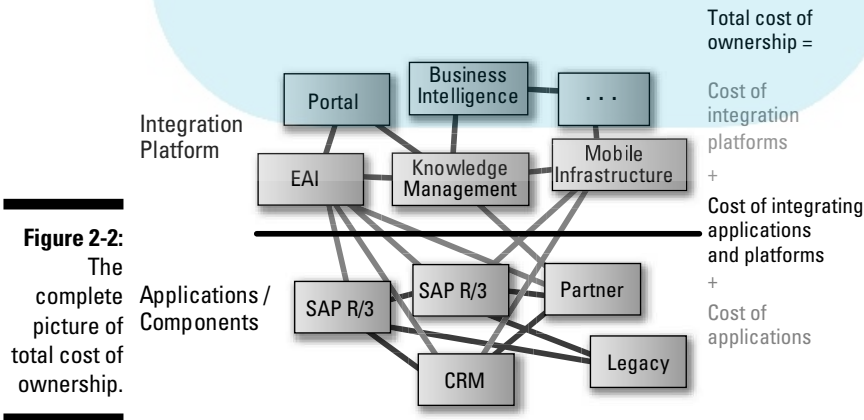 Total cost of
ownership =
Portal
Business
Intelligence
. . .
Cost of
integration
platforms
Integration
Platform
EAI
Knowledge
Management
Mobile
Infrastructure
+
Cost of integrating
applications
and platforms
Figure 2-2:
The
complete
picture of
total cost of
ownership.
Applications /
Components
SAP R/3
SAP R/3
Partner
+
Cost of
applications
CRM
Legacy